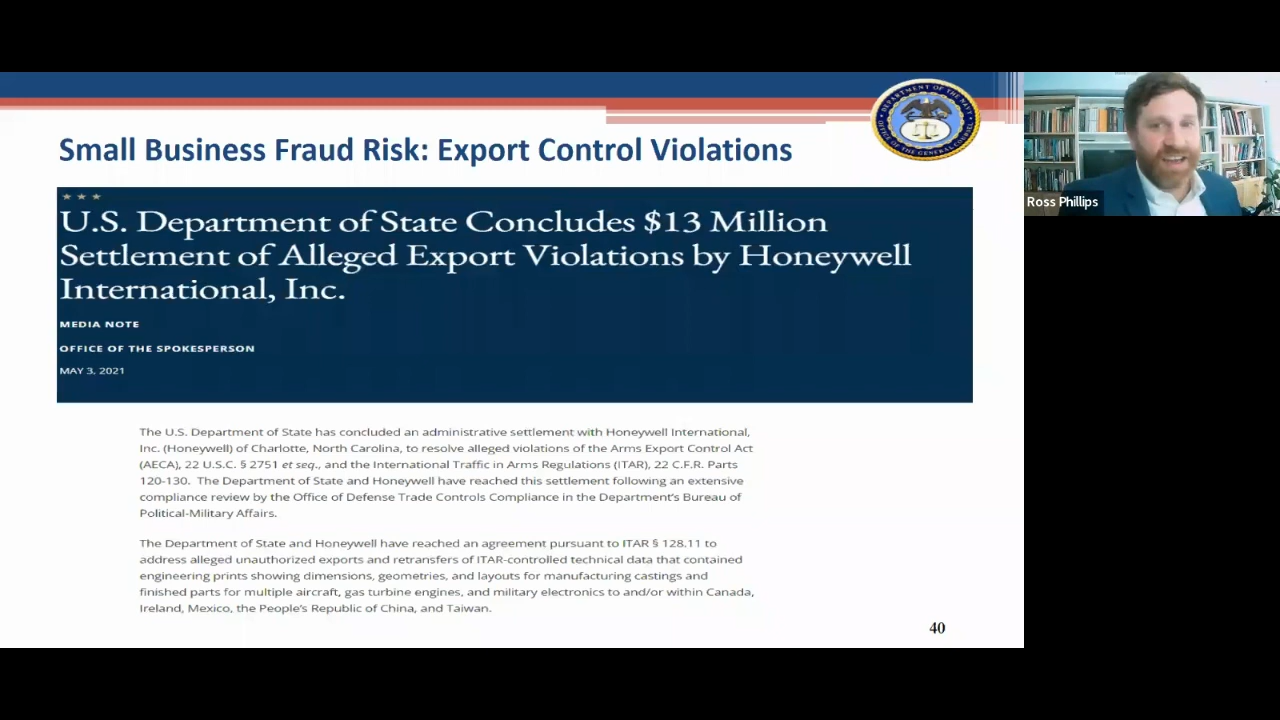 Small Business Fraud Risk: Export Control Violations
DEPARTMENT OF THE NAVY
OFFICE OF THE GENERAL COUNSEL
Ross Phillips
U.S. Department of State Concludes $13 Million
Settlement of Alleged Export Violations by Honeywell
International, Inc.
MEDIA NOTE
OFFICE OF THE SPOKESPERSON
MAY 3, 2021
The U.S. Department of State has concluded an administrative settlement with Honeywell International,
Inc. (Honeywell) of Charlotte, North Carolina, to resolve alleged violations of the Arms Export Control Act
(AECA), 22 U.S.C. § 2751 et seq., and the International Traffic in Arms Regulations (ITAR), 22 C.F.R. Parts
120-130. The Department of State and Honeywell have reached this settlement following an extensive
compliance review by the Office of Defense Trade Controls Compliance in the Department's Bureau of
Political-Military Affairs.
The Department of State and Honeywell have reached an agreement pursuant to ITAR § 128.11 to
address alleged unauthorized exports and retransfers of ITAR-controlled technical data that contained
engineering prints showing dimensions, geometries, and layouts for manufacturing castings and
finished parts for multiple aircraft, gas turbine engines, and military electronics to and/or within Canada,
Ireland, Mexico, the People's Republic of China, and Taiwan.
40